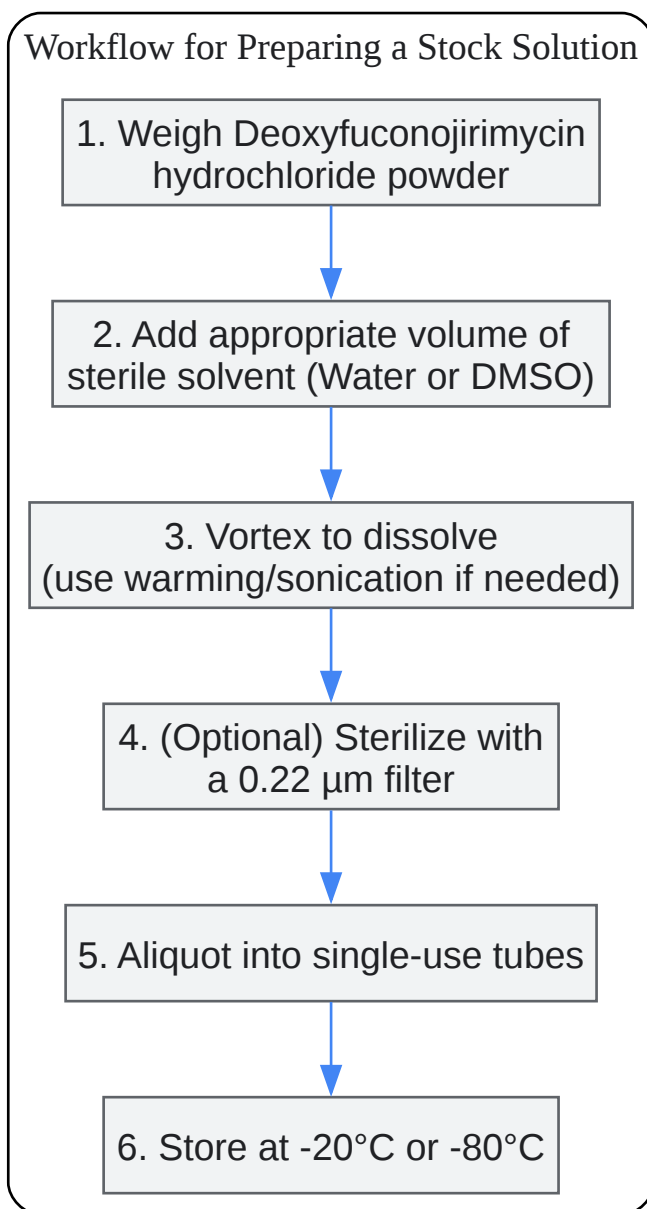 Workflow for Preparing a Stock Solution
1. Weigh Deoxyfuconojirimycin
hydrochloride powder
2. Add appropriate volume of
sterile solvent (Water or DMSO)
3. Vortex to dissolve
(use warming/sonication if needed)
4. (Optional) Sterilize with
a 0.22 µm filter
5. Aliquot into single-use tubes
6. Store at -20°C or -80°C